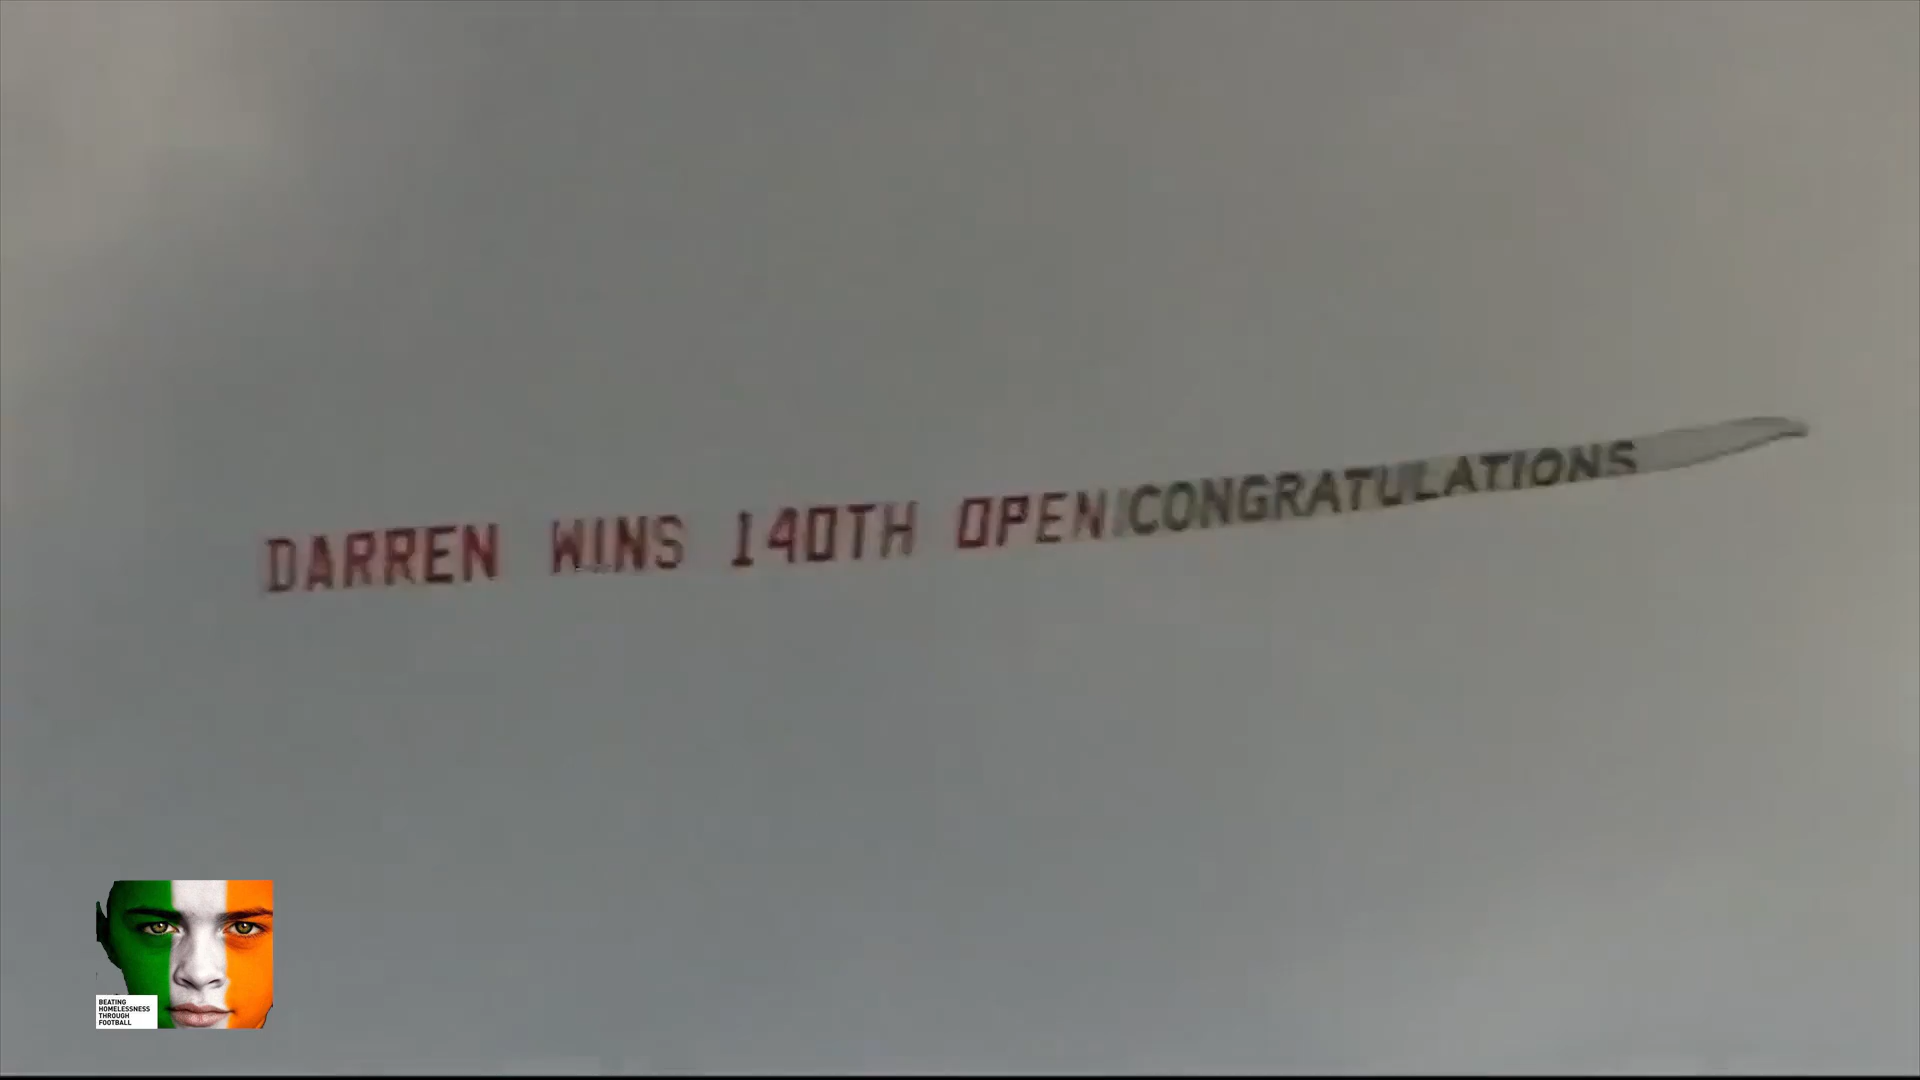 DARREN WINS 140TH OPEN CONGRATULATIONS
BEATING
HOMELESSNESS
THROUGH
FOOTBALL